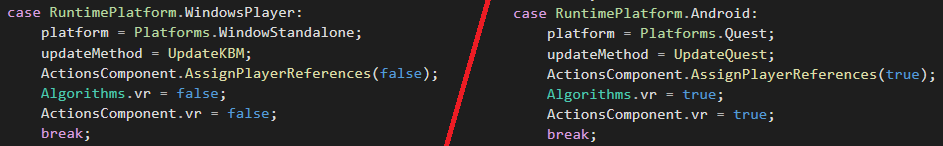 case RuntimePlatform.WindowsPlayer:
platform = Platforms.WindowStandalone;
updateMethod = UpdateKBM;
ActionsComponent.AssignPlayerReferences(false);
Algorithms.vr = false;
ActionsComponent.vr = false;
break;
case RuntimePlatform.Android:
platform = Platforms.Quest;
updateMethod = UpdateQuest;
ActionsComponent.AssignPlayerReferences(true);
Algorithms.vr = true;
ActionsComponent.vr = true;
break;